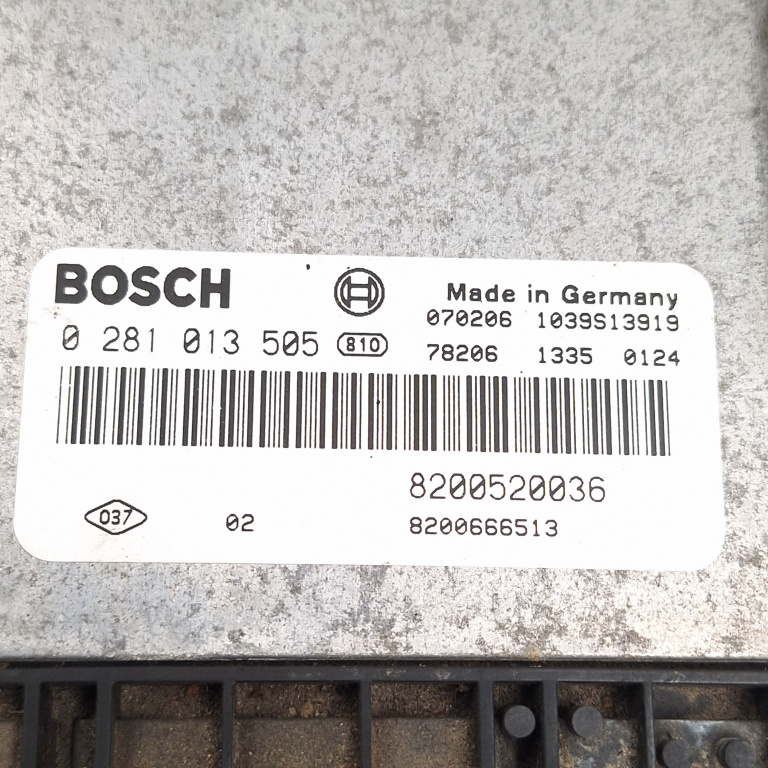 BOSCH
Made in Germany
070206 1039S13919
0 281 013 505 810
78206 1335 0124
8200520036
037 02 8200666513